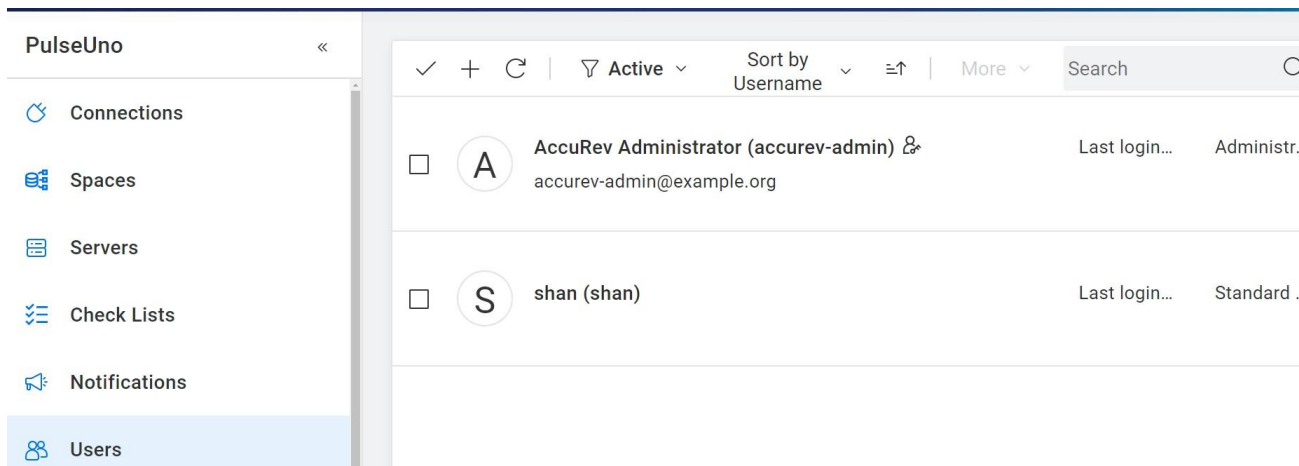 PulseUno «
Connections
Spaces
Servers
Check Lists
Notifications
Users
Active
Sort by
Username
More
Search
A
AccuRev Administrator (accurev-admin)
accurev-admin@example.org
Last login...
Administr.
S
shan (shan)
Last login...
Standard .